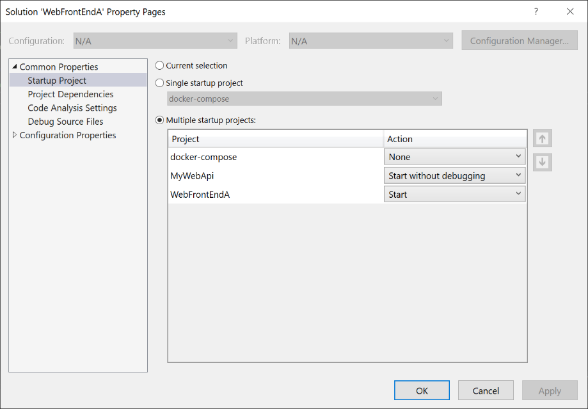 Solution 'WebFrontEndA' Property Pages
?
Configuration: N/A Platform: N/A Configuration Manager...
Common Properties
Startup Project
Project Dependencies
Code Analysis Settings
Debug Source Files
Configuration Properties
Current selection
Single startup project
docker-compose
Multiple startup projects:
Project Action
docker-compose None
MyWebApi Start without debugging
WebFrontEndA Start
OK Cancel Apply